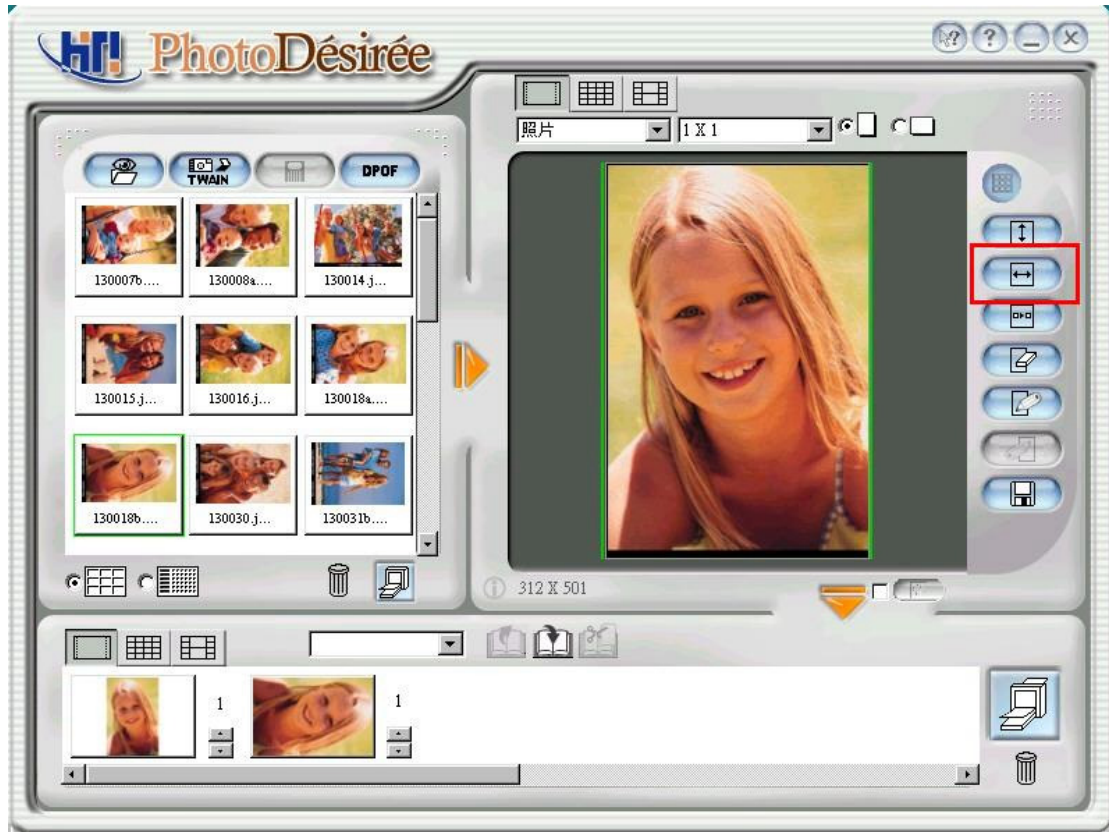 HiTi PhotoDésirée
? ?
照片 1 X 1
TWAIN DPOF
130007b.... 130008a.... 130014.j...
130015.j... 130016.j... 130018a....
130018b.... 130030.j... 130031b....
312 X 501
1 1